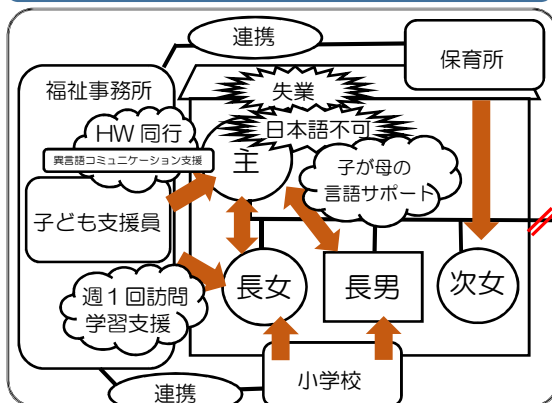 連携
保育所
福祉事務所
失業
HW 同行
日本語不可
異言語コミュニケーション支援
主
子が母の
言語サポート
子ども支援員
長女
長男
次女
週１回訪問
学習支援
小学校
連携